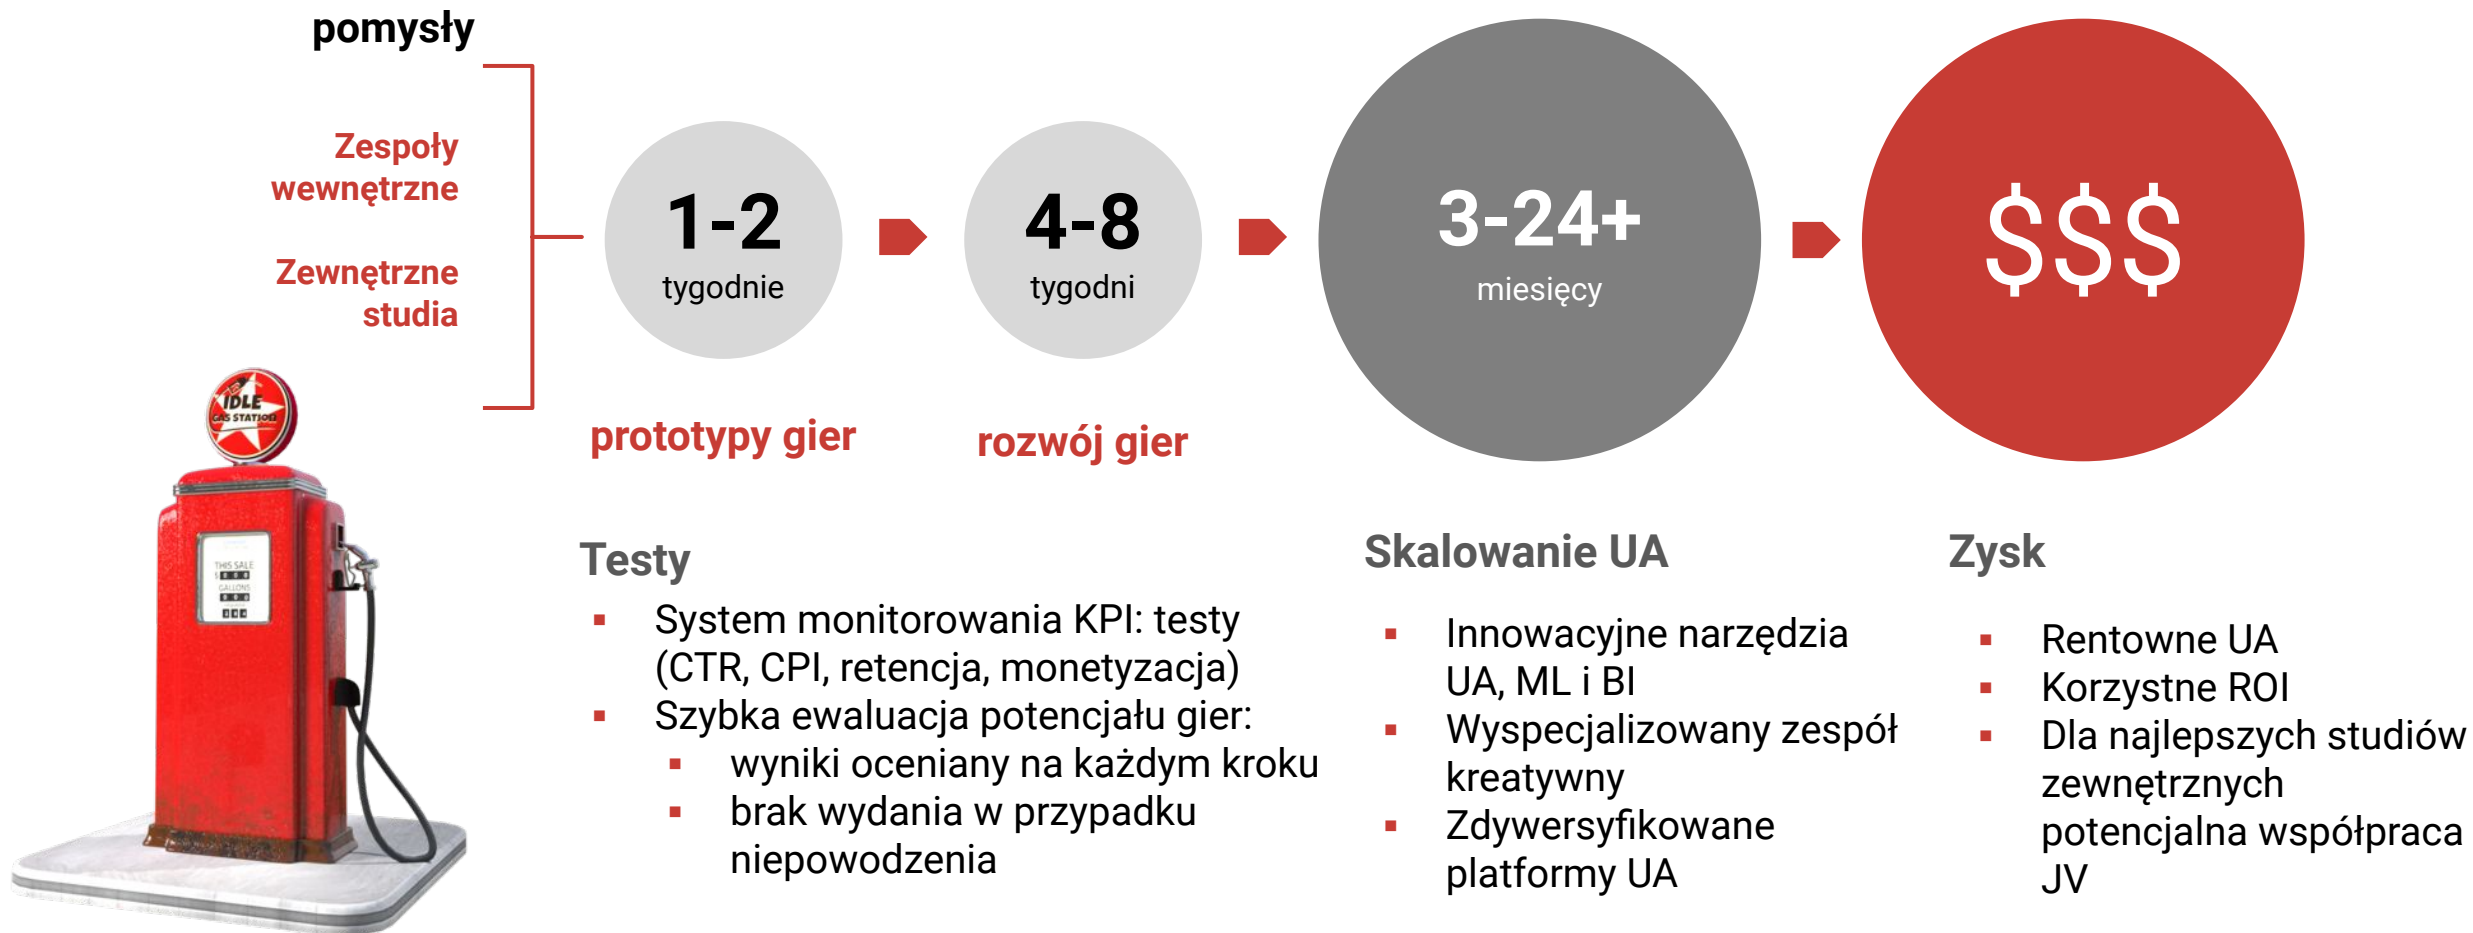 pomysły
Zespoły
wewnętrzne
Zewnętrzne
studia
1-2
tygodnie
4-8
tygodni
3-24+
miesięcy
$$$
prototypy gier
rozwój gier
IDLE
GAS STATION
THIS SALE
GALLONS
Testy
System monitorowania KPI: testy
(CTR, CPI, retencja, monetyzacja)
Szybka ewaluacja potencjału gier:
wyniki oceniany na każdym kroku
brak wydania w przypadku
niepowodzenia
Skalowanie UA
Innowacyjne narzędzia
UA, ML i BI
Wyspecjalizowany zespół
kreatywny
Zdywersyfikowane
platformy UA
Zysk
Rentowne UA
Korzystne ROI
Dla najlepszych studiów
zewnętrznych
potencjalna współpraca
JV